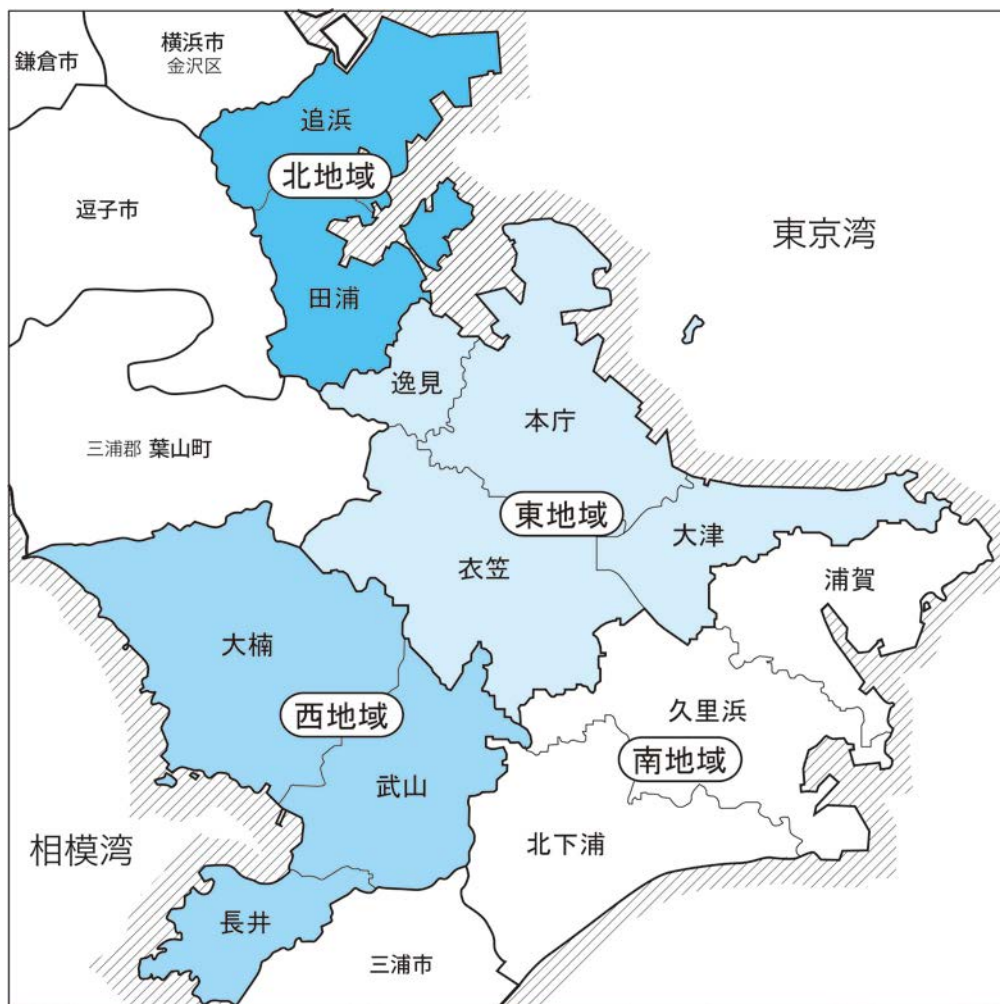 横浜市
金沢区
鎌倉市
追浜
北地域
逗子市
東京湾
田浦
逸見
本庁
三浦郡 葉山町
東地域
大津
衣笠
浦賀
大楠
西地域
久里浜
南地域
武山
北下浦
相模湾
長井
三浦市